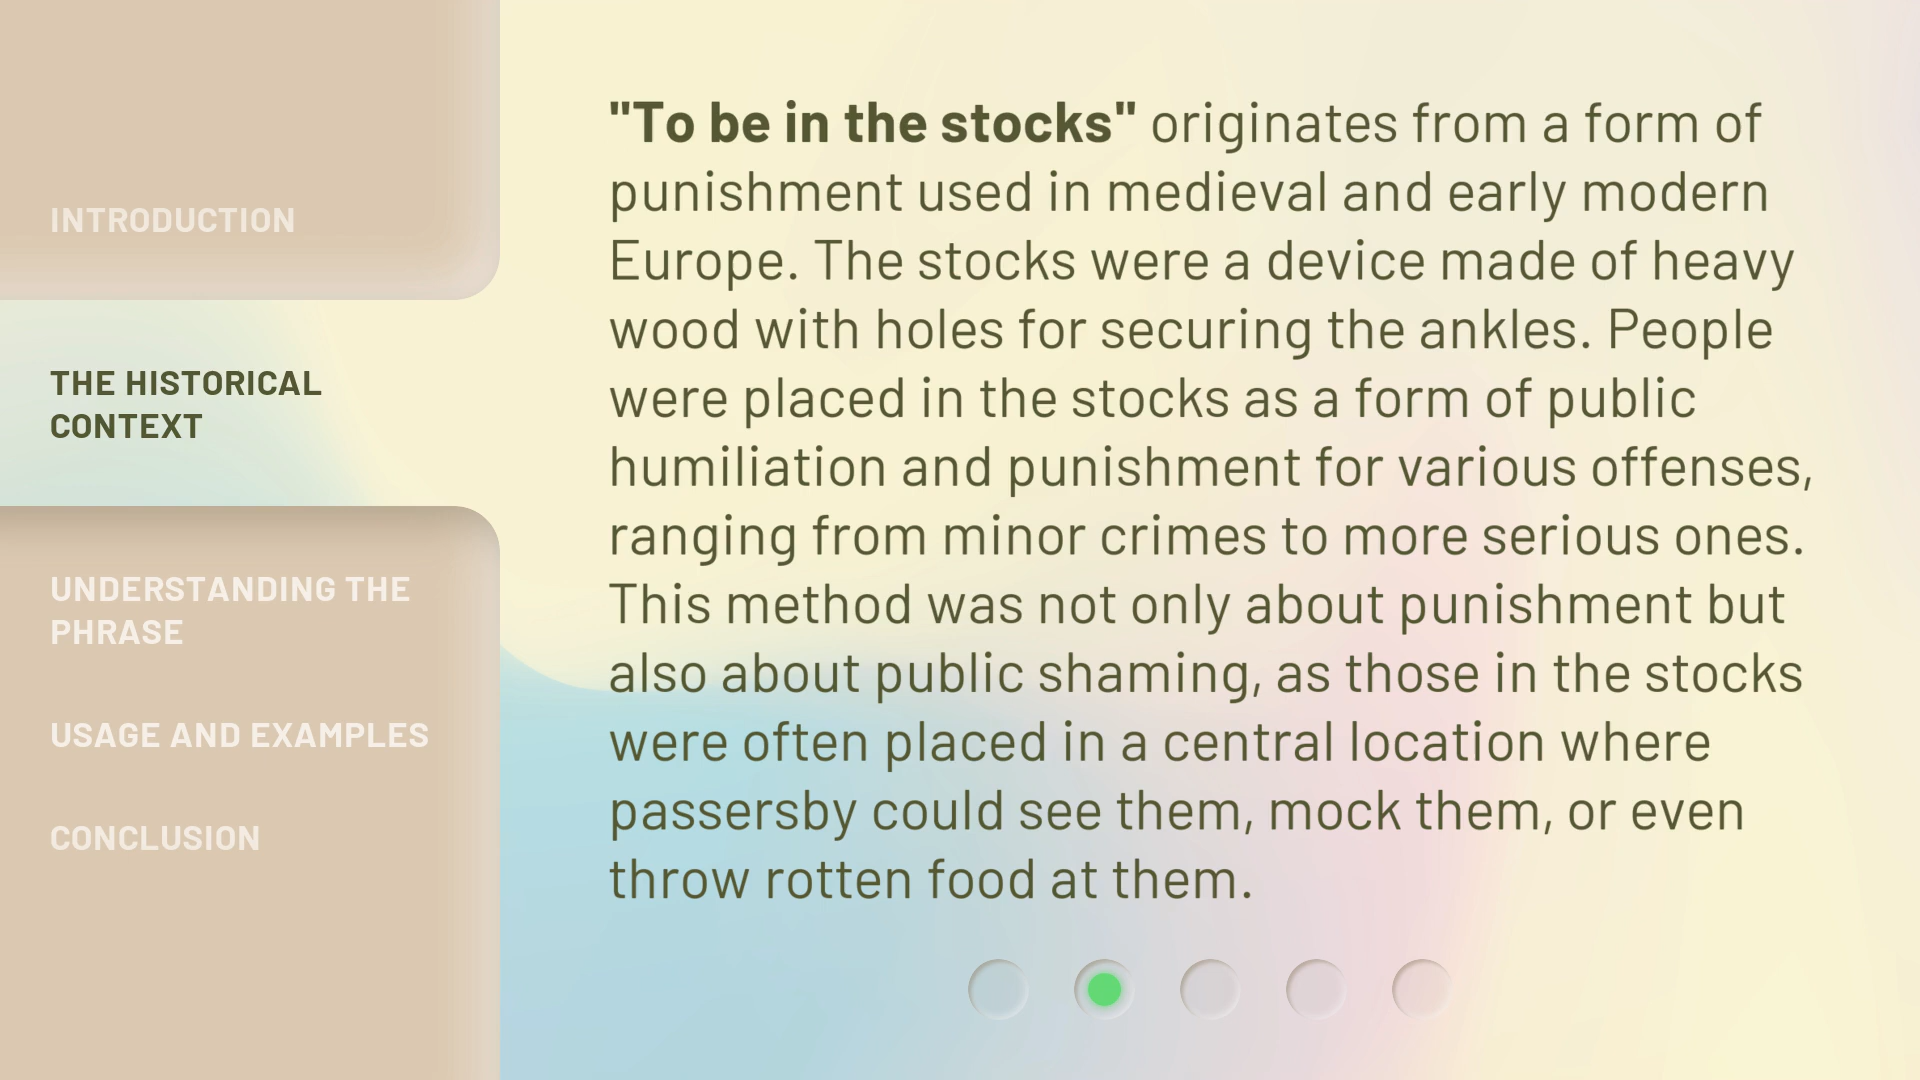 INTRODUCTION
THE HISTORICAL
CONTEXT
UNDERSTANDING THE
PHRASE
USAGE AND EXAMPLES
CONCLUSION
"To be in the stocks" originates from a form of
punishment used in medieval and early modern
Europe. The stocks were a device made of heavy
wood with holes for securing the ankles. People
were placed in the stocks as a form of public
humiliation and punishment for various offenses,
ranging from minor crimes to more serious ones.
This method was not only about punishment but
also about public shaming, as those in the stocks
were often placed in a central location where
passersby could see them, mock them, or even
throw rotten food at them.